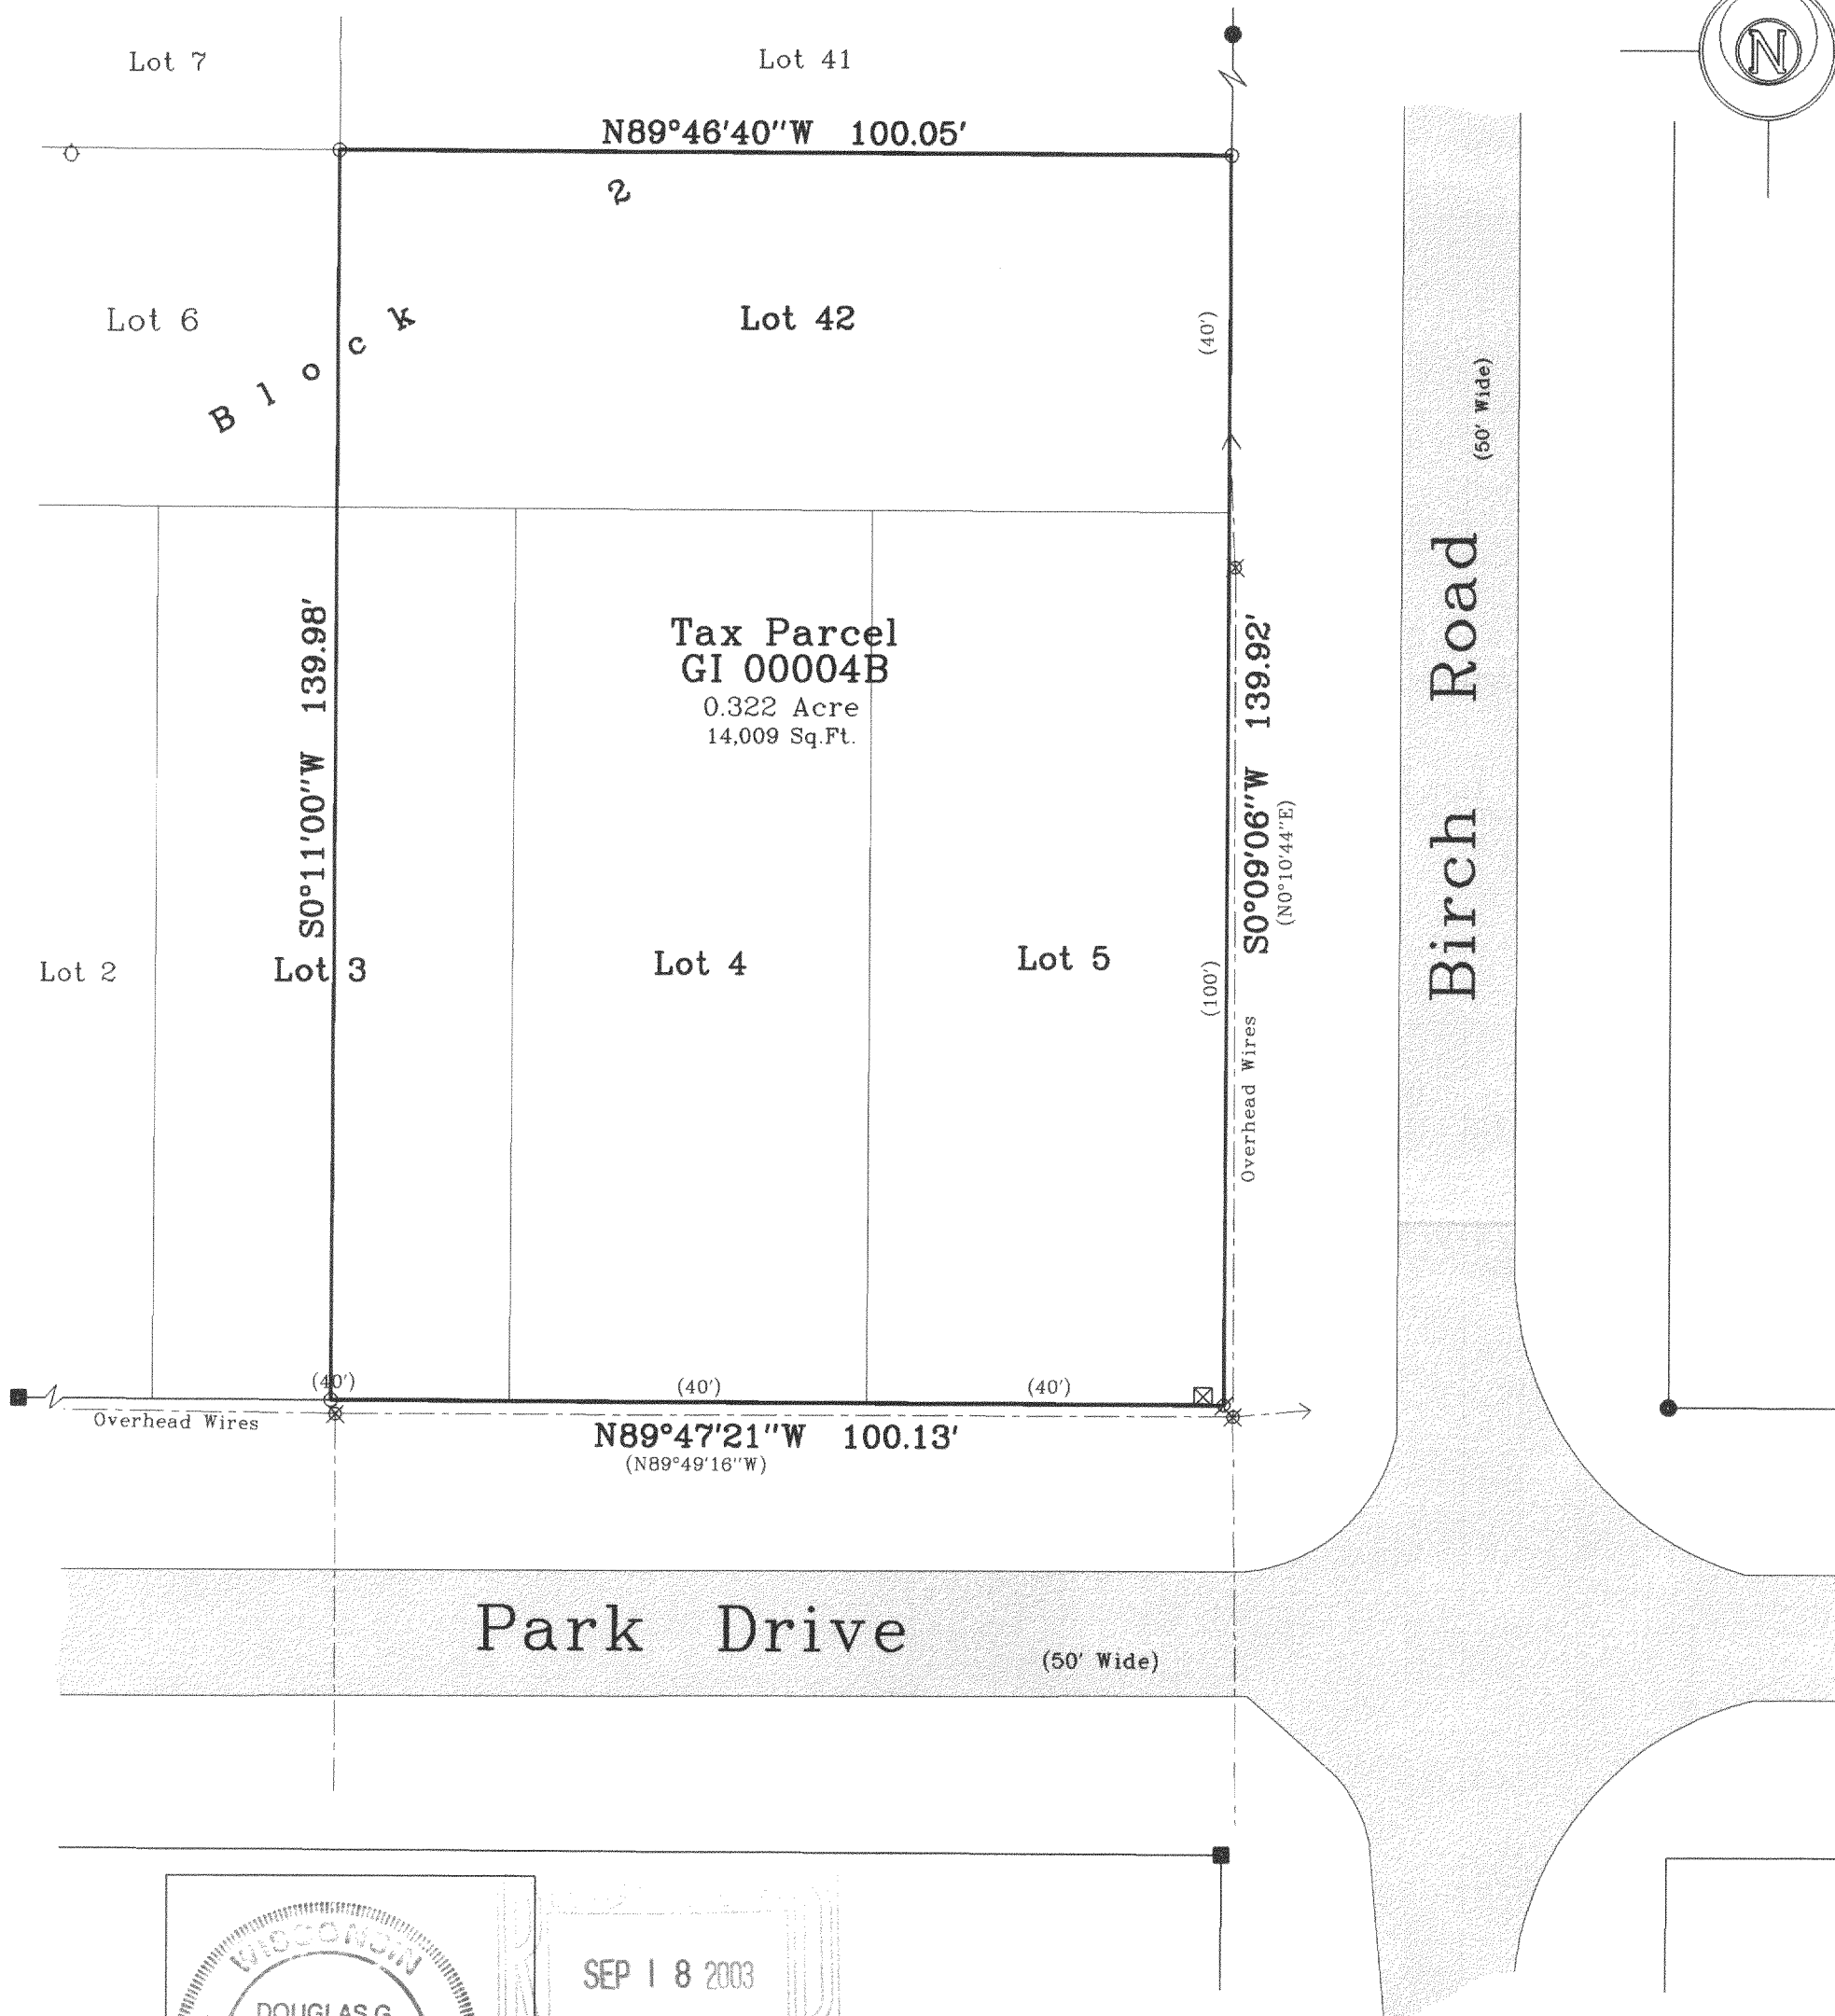 N
Lot 7
Lot 41
N89°46'40"W 100.05'
2
Lot 6
Block
Lot 42
(40')
(50' Wide)
Birch Road
Tax Parcel
GI 00004B
0.322 Acre
14,009 Sq.Ft.
S0°11'00"W 139.98'
S0°09'06"W 139.92'
(N0°10'44"E)
Lot 2
Lot 3
Lot 4
Lot 5
(100')
Overhead Wires
(40')
(40')
(40')
Overhead Wires
N89°47'21"W 100.13'
(N89°49'16"W)
Park Drive
(50' Wide)
WISCONSIN
DOUGLAS G.
SEP 18 2003